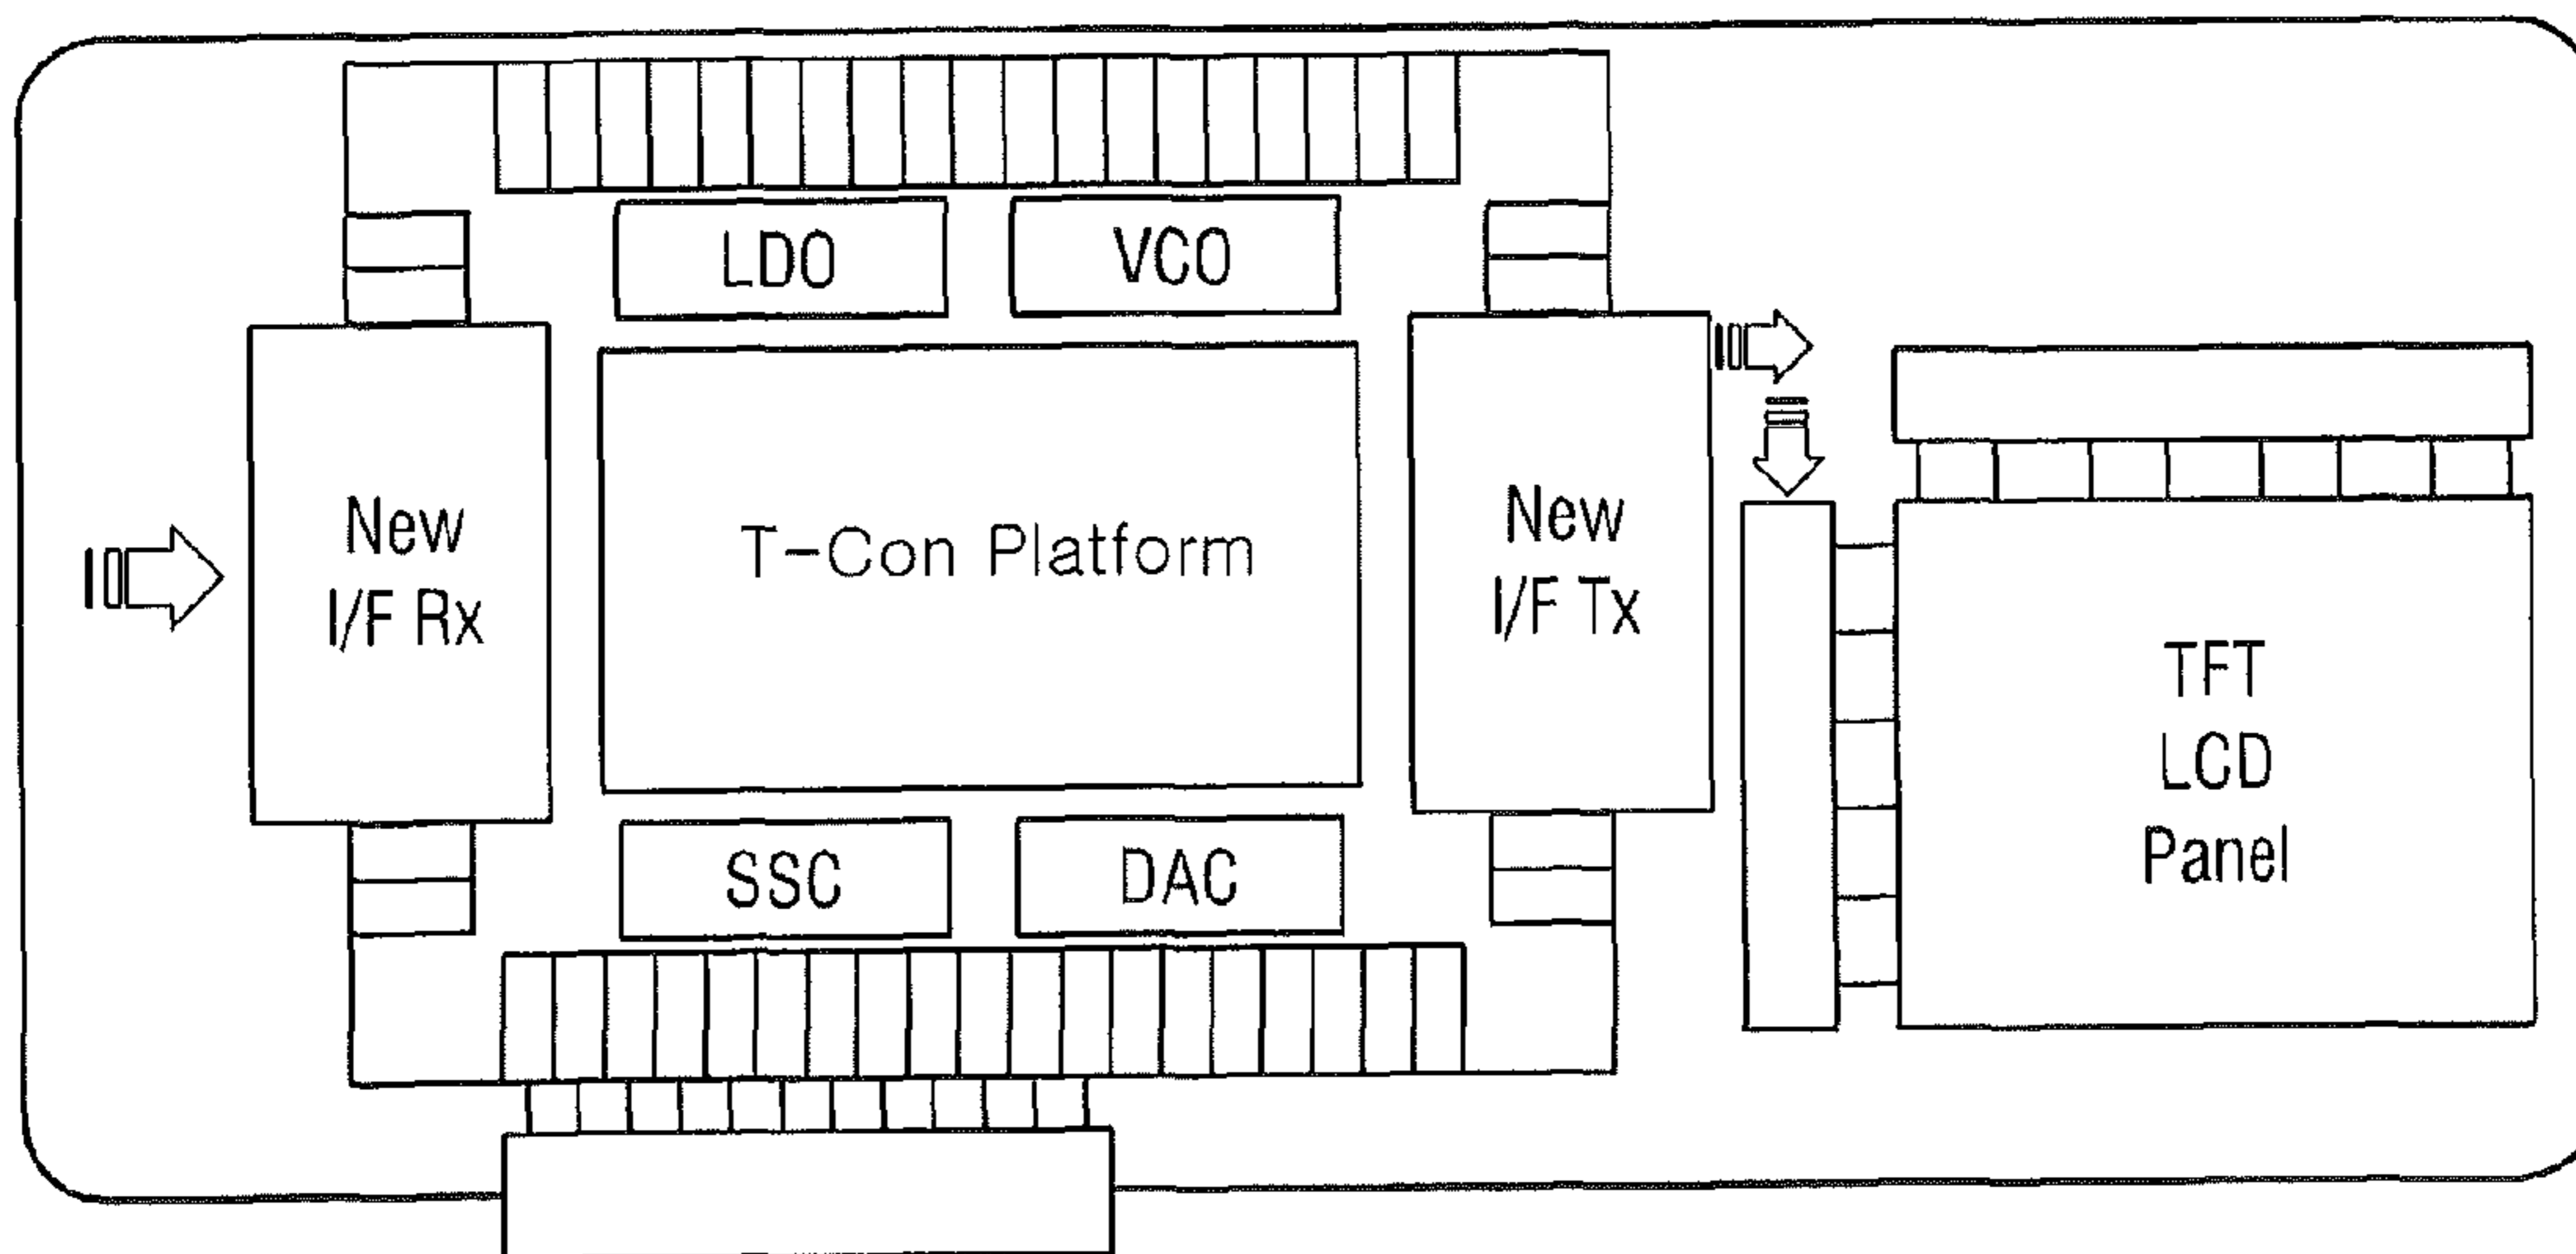 LDO
VCO
New
I/F Rx
T-Con Platform
New
I/F Tx
TFT
LCD
Panel
SSC
DAC